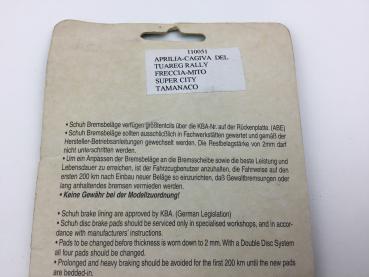 110051
APRILIA-CAGIVA DEL
TUAREG RALLY
FRECCIA-MITO
SUPER CITY
TAMANACO
• Schuh Bremsbeläge verfügen größtenteils über die KBA-Nr. auf der Rückenplatte. (ABE)
• Schuh Bremsbeläge sollten ausschließlich in Fachwerkstätten gewartet und gemäß der
Hersteller-Betriebsanleitungen gewechselt werden. Die Restbelagstärke von 2mm darf
nicht unterschritten werden.
• Um ein Anpassen der Bremsbeläge an die Bremsscheibe sowie die beste Leistung und
Lebensdauer zu erreichen, ist der Fahrzeugbenutzer anzuhalten, die Fahrweise auf den
ersten 200 km nach Einbau neuer Beläge so einzurichten, daß Gewaltbremsungen oder
lang anhaltendes bremsen vermieden werden.
• Keine Gewähr bei der Modellzuordnung!
• Schuh brake lining are approved by KBA. (German Legislation)
• Schuh disc brake pads should be serviced only in specialised workshops, and in accor-
dance with manufacturers' instructions.
• Pads to be changed before thickness is worn down to 2 mm. With a Double Disc System
all four pads should be changed.
• Prolonged and heavy braking should be avoided for the first 200 km until the new pads
are bedded-in.